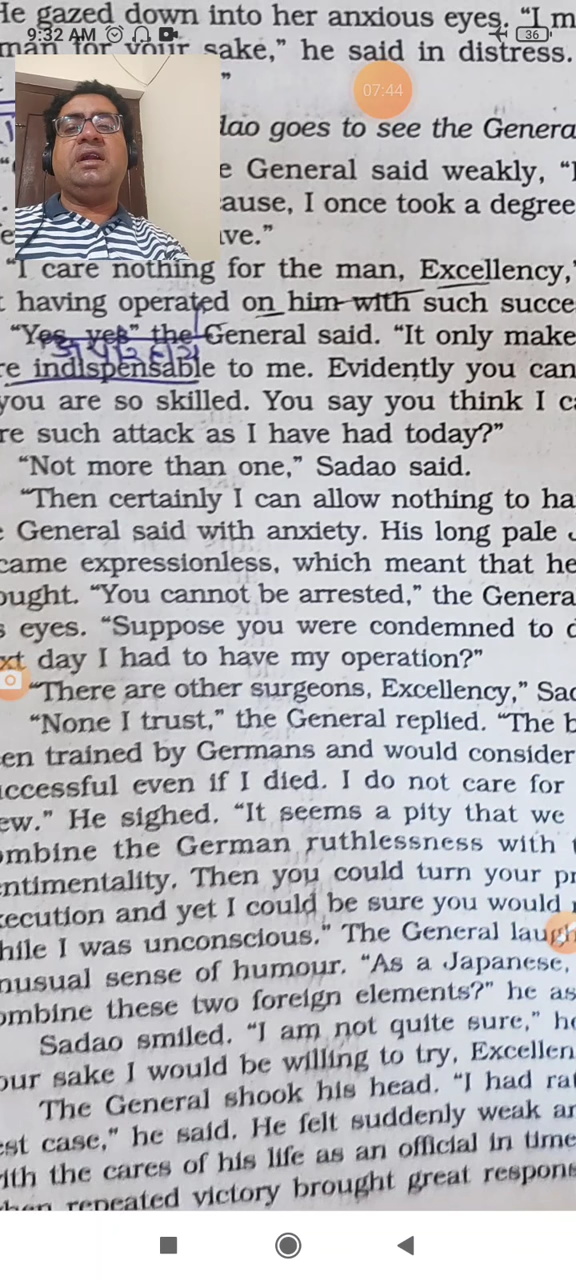 He gazed down into her anxious eyes. “I m
man for your sake,” he said in distress.
9:32 AM
36
”
07:44
dao goes to see the Genera
e General said weakly, “I
ause, I once took a degree
ve.”
“I care nothing for the man, Excellency,”
having operated on him with such succe
“Yes, yes” the General said. “It only make
re indispensable to me. Evidently you can
you are so skilled. You say you think I ca
re such attack as I have had today?”
“Not more than one,” Sadao said.
“Then certainly I can allow nothing to ha
General said with anxiety. His long pale
came expressionless, which meant that he
ought. “You cannot be arrested,” the Genera
s eyes. “Suppose you were condemned to d
xt day I had to have my operation?”
“There are other surgeons, Excellency,” Sad
“None I trust,” the General replied. “The b
en trained by Germans and would consider
uccessful even if I died. I do not care for
ew.” He sighed. “It seems a pity that we
ombine the German ruthlessness with t
entimentality. Then you could turn your pr
xecution and yet I could be sure you would
hile I was unconscious.” The General laugh
nusual sense of humour. “As a Japanese,
ombine these two foreign elements?” he as
Sadao smiled. “I am not quite sure,” he
our sake I would be willing to try, Excellen
The General shook his head. “I had rat
est case,” he said. He felt suddenly weak an
ith the cares of his life as an official in time
hen repeated victory brought great respons